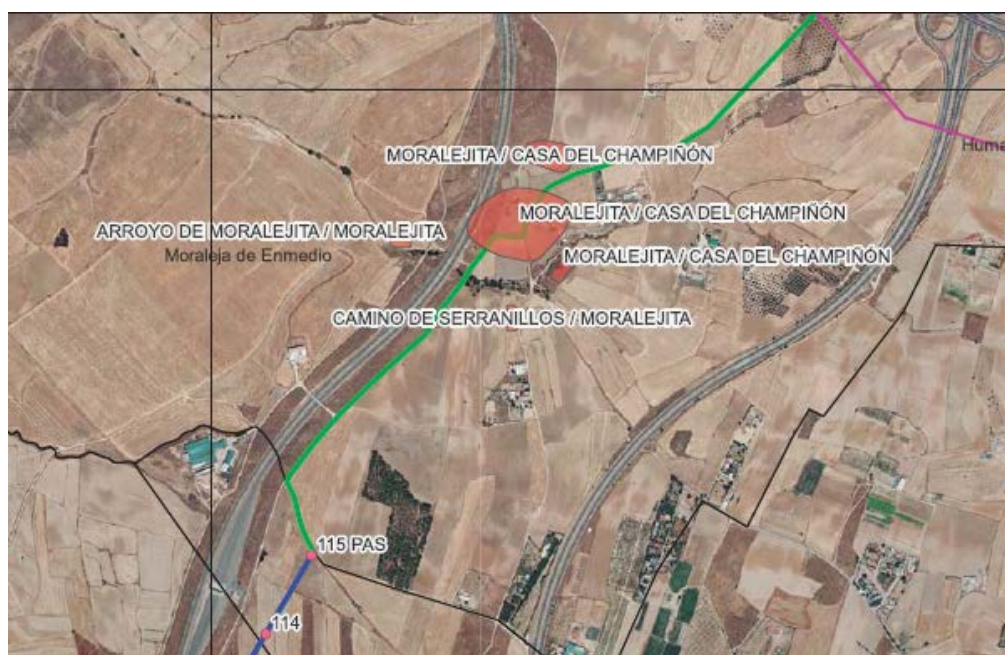 Huma
MORALEJITA / CASA DEL CHAMPIÑÓN
MORALEJITA / CASA DEL CHAMPIÑÓN
ARROYO DE MORALEJITA / MORALEJITA
Moraleja de Enmedio
MORALEJITA / CASA DEL CHAMPIÑÓN
CAMINO DE SERRANILLOS / MORALEJITA
115 PAS
114